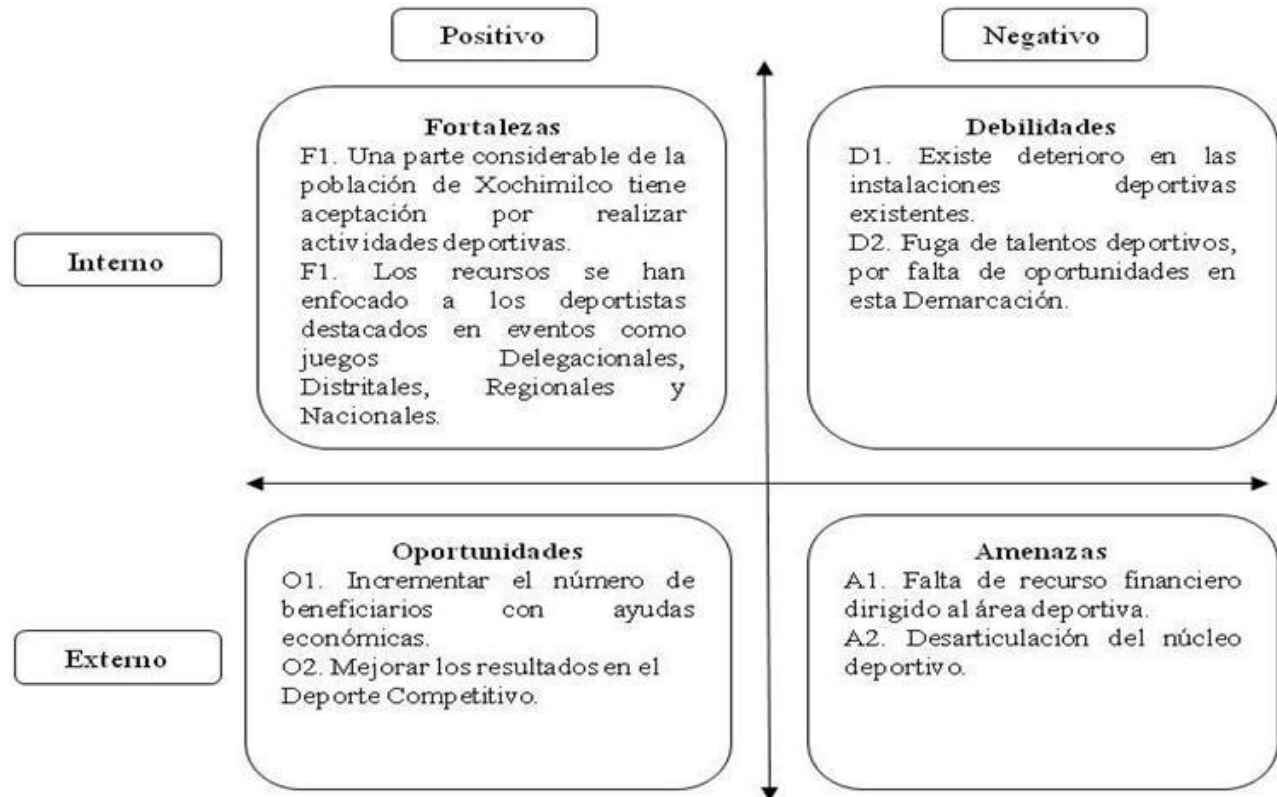 Positivo
Negativo
Interno
Fortalezas
F1. Una parte considerable de la
población de Xochimilco tiene
aceptación por realizar
actividades deportivas.
F1. Los recursos se han
enfocado a los deportistas
destacados en eventos como
juegos Delegacionales,
Distritales, Regionales y
Nacionales.
Debilidades
D1. Existe deterioro en las
instalaciones deportivas
existentes.
D2. Fuga de talentos deportivos,
por falta de oportunidades en
esta Demarcación.
Externo
Oportunidades
O1. Incrementar el número de
beneficiarios con ayudas
económicas.
O2. Mejorar los resultados en el
Deporte Competitivo.
Amenazas
A1. Falta de recurso financiero
dirigido al área deportiva.
A2. Desarticulación del núcleo
deportivo.